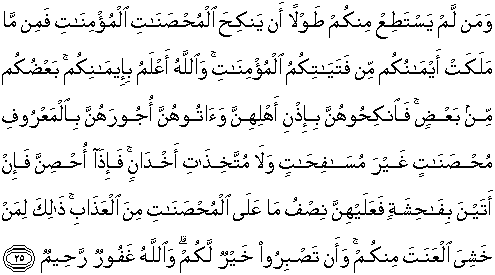 وَمَن لَّمْ يَسْتَطِعْ مِنكُمْ طَوْلًا أَن يَنكِحَ ٱلْمُحْصَنَـٰتِ ٱلْمُؤْمِنَـٰتِ فَمِن مَّا
مَلَكَتْ أَيْمَـٰنُكُم مِّن فَتَيَـٰتِكُمُ ٱلْمُؤْمِنَـٰتِ ۚ وَٱللَّهُ أَعْلَمُ بِإِيمَـٰنِكُم ۚ بَعْضُكُم
مِّنۢ بَعْضٍ ۚ فَٱنكِحُوهُنَّ بِإِذْنِ أَهْلِهِنَّ وَءَاتُوهُنَّ أُجُورَهُنَّ بِٱلْمَعْرُوفِ
مُحْصَنَـٰتٍ غَيْرَ مُسَـٰفِحَـٰتٍ وَلَا مُتَّخِذَٰتِ أَخْدَانٍ ۚ فَإِذَآ أُحْصِنَّ فَإِنْ
أَتَيْنَ بِفَـٰحِشَةٍ فَعَلَيْهِنَّ نِصْفُ مَا عَلَى ٱلْمُحْصَنَـٰتِ مِنَ ٱلْعَذَابِ ۚ ذَٰلِكَ لِمَنْ
خَشِىَ ٱلْعَنَتَ مِنكُمْ ۚ وَأَن تَصْبِرُوا۟ خَيْرٌ لَّكُمْ ۗ وَٱللَّهُ غَفُورٌ رَّحِيمٌ ٢٥